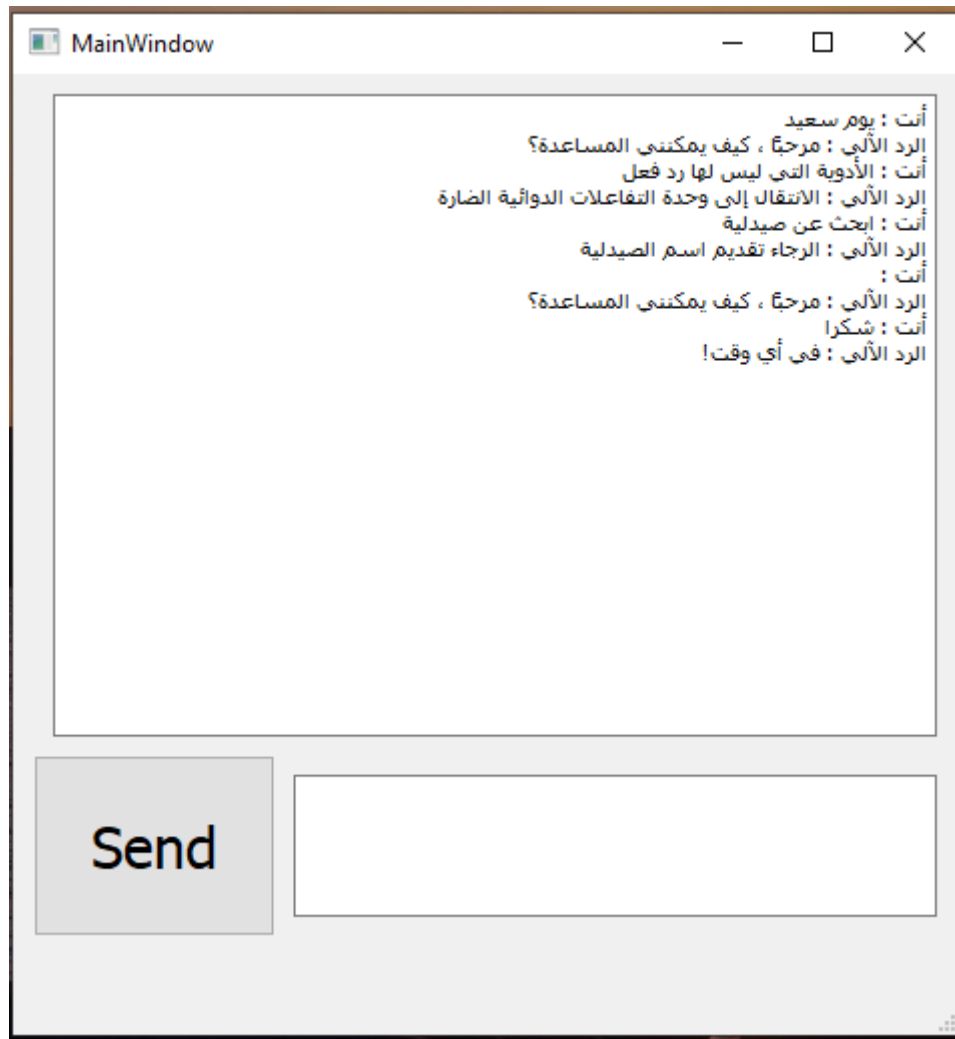 MainWindow
أنت : يوم سعيد
الرد الآلي : مرحبًا ، كيف يمكنني المساعدة؟
أنت : الأدوية التي ليس لها رد فعل
الرد الآلي : الانتقال إلى وحدة التفاعلات الدوائية الضارة
أنت : ابحث عن صيدلية
الرد الآلي : الرجاء تقديم اسم الصيدلية
أنت :
الرد الآلي : مرحبًا ، كيف يمكنني المساعدة؟
أنت : شكرا
الرد الآلي : في أي وقت!
Send